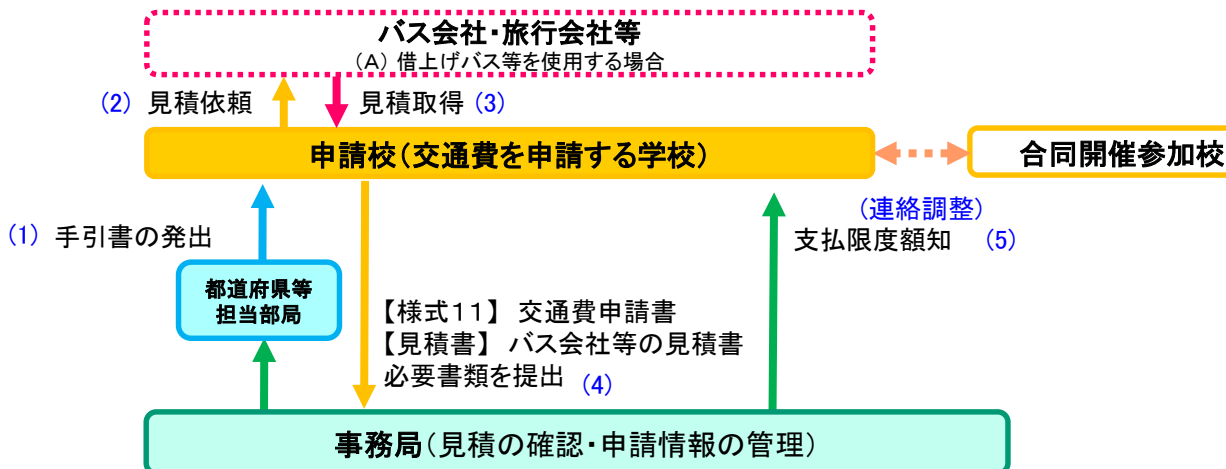 バス会社・旅行会社等
(A) 借上げバス等を使用する場合
(2) 見積依頼
見積取得 (3)
申請校(交通費を申請する学校)
合同開催参加校
(連絡調整)
(1) 手引書の発出
支払限度額知 (5)
都道府県等
担当部局
【様式11】 交通費申請書
【見積書】 バス会社等の見積書
必要書類を提出 (4)
事務局(見積の確認・申請情報の管理)